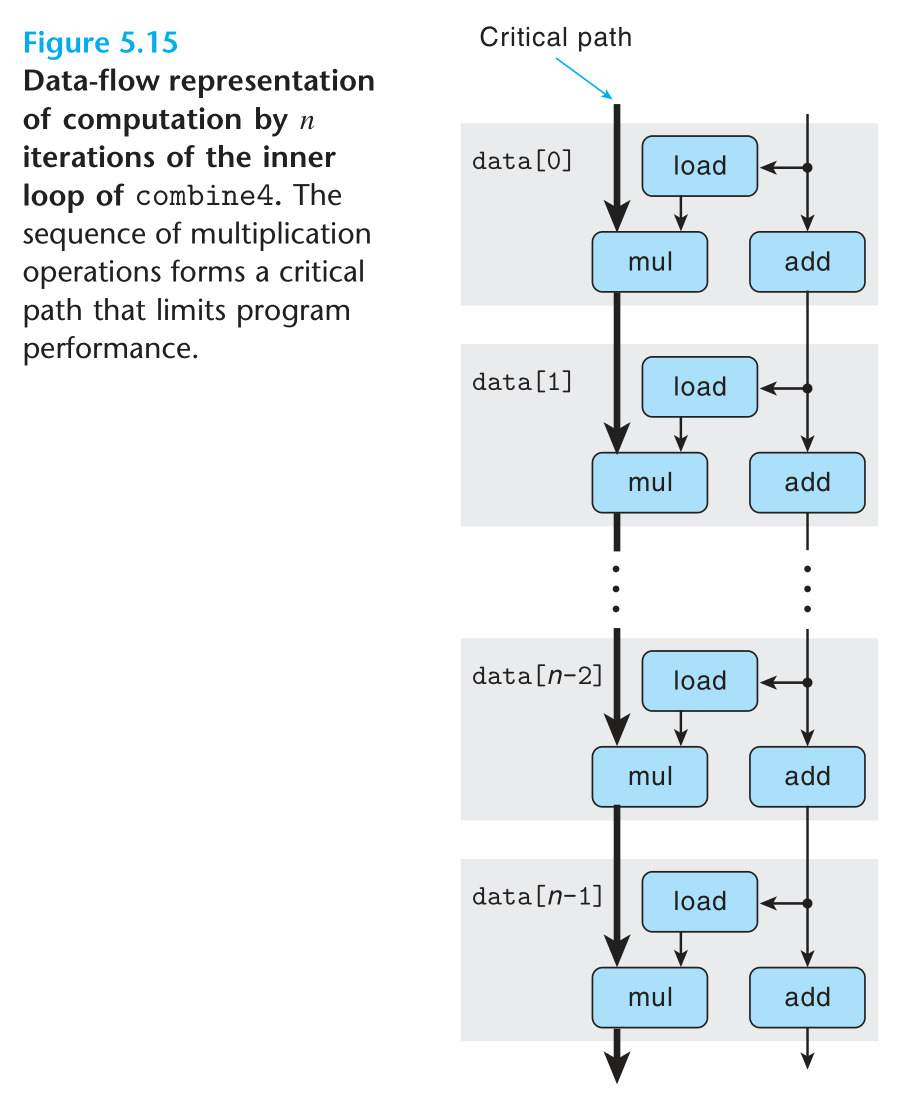 Figure 5.15
Data-flow representation
of computation by n
iterations of the inner
loop of combine4. The
sequence of multiplication
operations forms a critical
path that limits program
performance.
Critical path
data[0]
load
mul
add
data[1]
load
mul
add
data[n-2]
load
mul
add
data[n-1]
load
mul
add